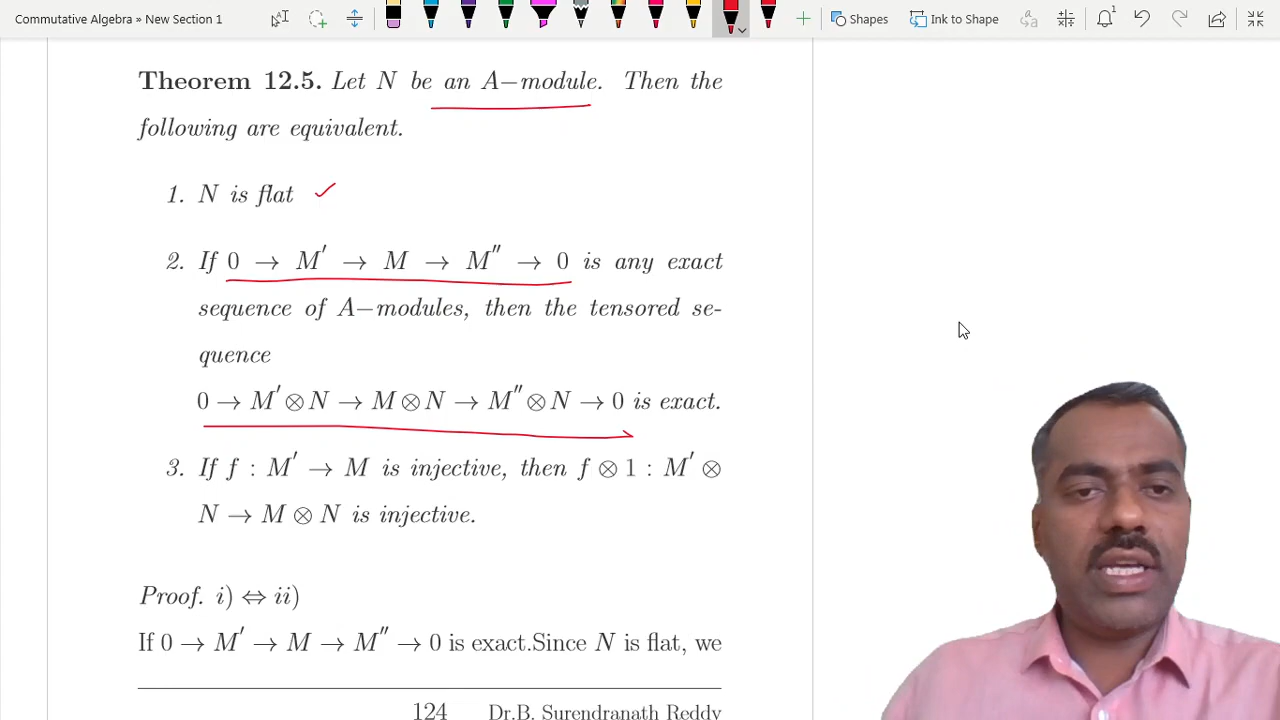 Commutative Algebra » New Section 1
Shapes
Ink to Shape
Theorem 12.5. Let N be an A−module. Then the
following are equivalent.
1. N is flat
2. If 0 → M′ → M → M″ → 0 is any exact
sequence of A−modules, then the tensored se-
quence
0 → M′ ⊗ N → M ⊗ N → M″ ⊗ N → 0 is exact.
3. If f : M′ → M is injective, then f ⊗ 1 : M′ ⊗
N → M ⊗ N is injective.
Proof. i) ⇔ ii)
If 0 → M′ → M → M″ → 0 is exact.Since N is flat, we
124 Dr.B. Surendranath Reddy